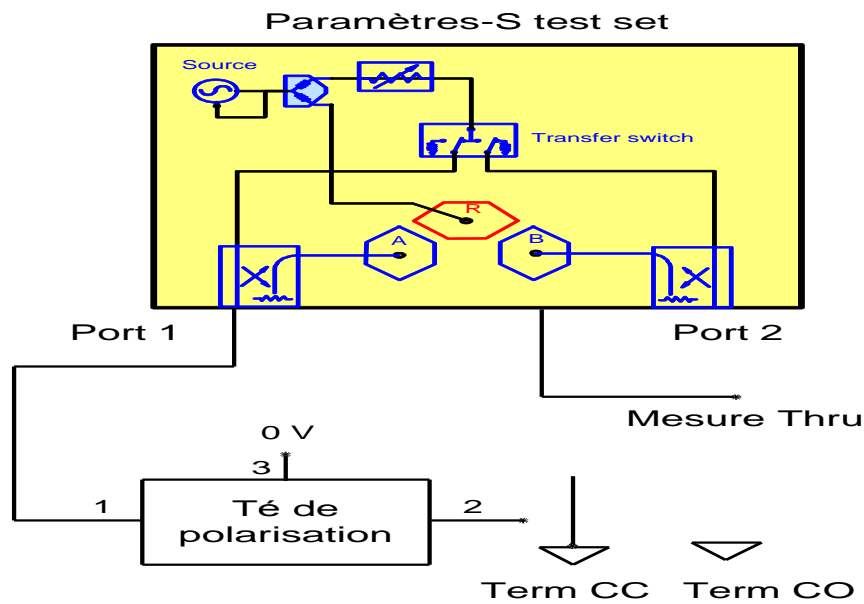 Paramètres-S test set
Source
Transfer switch
R
A
B
Port 1
Port 2
Mesure Thru
0 V
3
1
Té de
polarisation
2
Term CC
Term CO